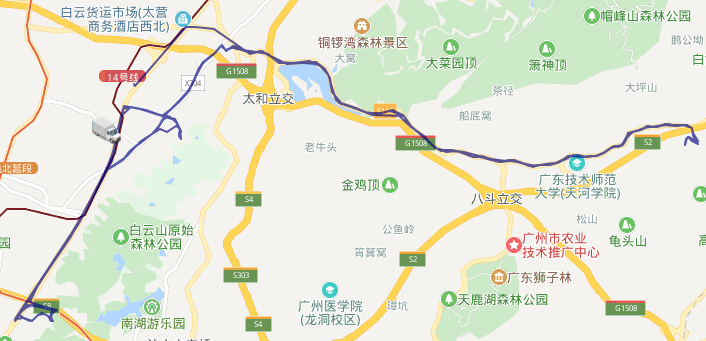 白云货运市场(太营
商务酒店西北)
帽峰山森林公园
鹅公坳
铜锣湾森林景区
大窝
大菜园顶
箫神顶
14号线
G1508
X304
大坪山
茶径
太和立交
船底窝
G1508
S2
老牛头
北延段
广东技术师范
大学(天河学院)
金鸡顶
八斗立交
S4
松山
白云山原始
森林公园
公鱼岭
龟头山
广州市农业
技术推广中心
筲箕窝
S2
S303
广东狮子林
广州医学院
(龙洞校区)
天鹿湖森林公园
獐坑
G1508
南湖游乐园
S4